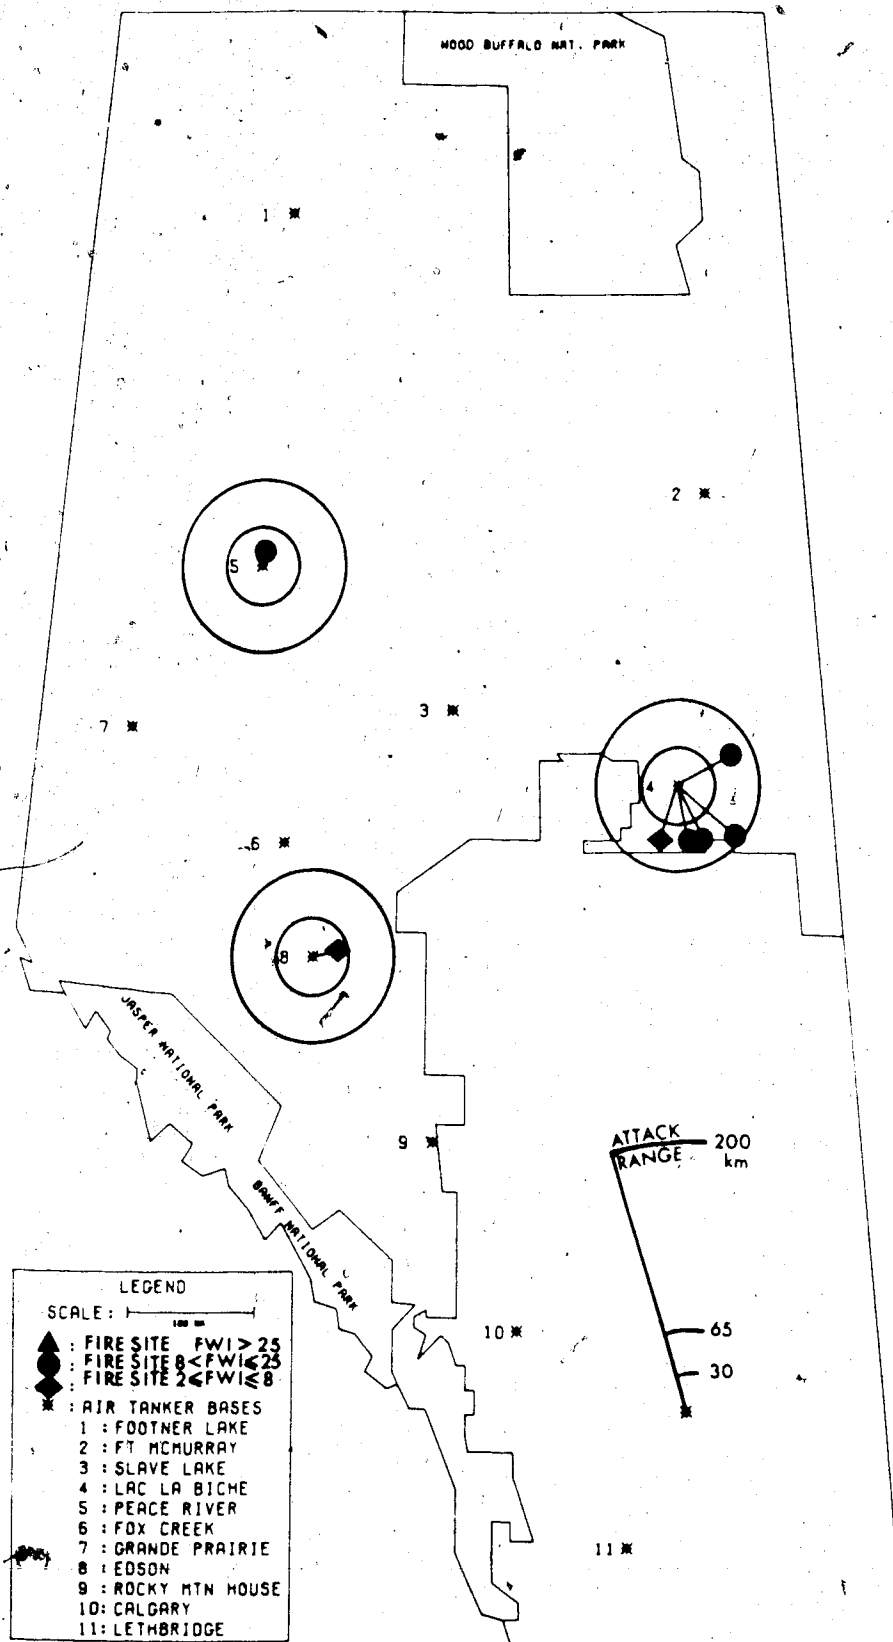 WOOD BUFFALO NAT. PARK
1
2
5
3
7
4
6
8
JASPER NATIONAL PARK
9
ATTACK RANGE
200 km
BANFF NATIONAL PARK
65
10
30
11
LEGEND
SCALE:
100 KM
: FIRE SITE FWI > 25
: FIRE SITE 8 < FWI ≤ 25
: FIRE SITE 2 ≤ FWI ≤ 8
: AIR TANKER BASES
1 : FOOTNER LAKE
2 : FT MCMURRAY
3 : SLAVE LAKE
4 : LAC LA BICHE
5 : PEACE RIVER
6 : FOX CREEK
7 : GRANDE PRAIRIE
8 : EDSON
9 : ROCKY MTN HOUSE
10: CALGARY
11: LETHBRIDGE